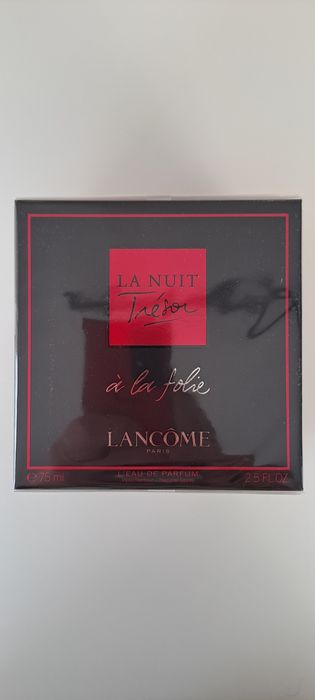 LA NUIT
Trésor
à la folie
LANCÔME
PARIS
L'EAU DE PARFUM
℮ 75 ml 2.5 FL.OZ